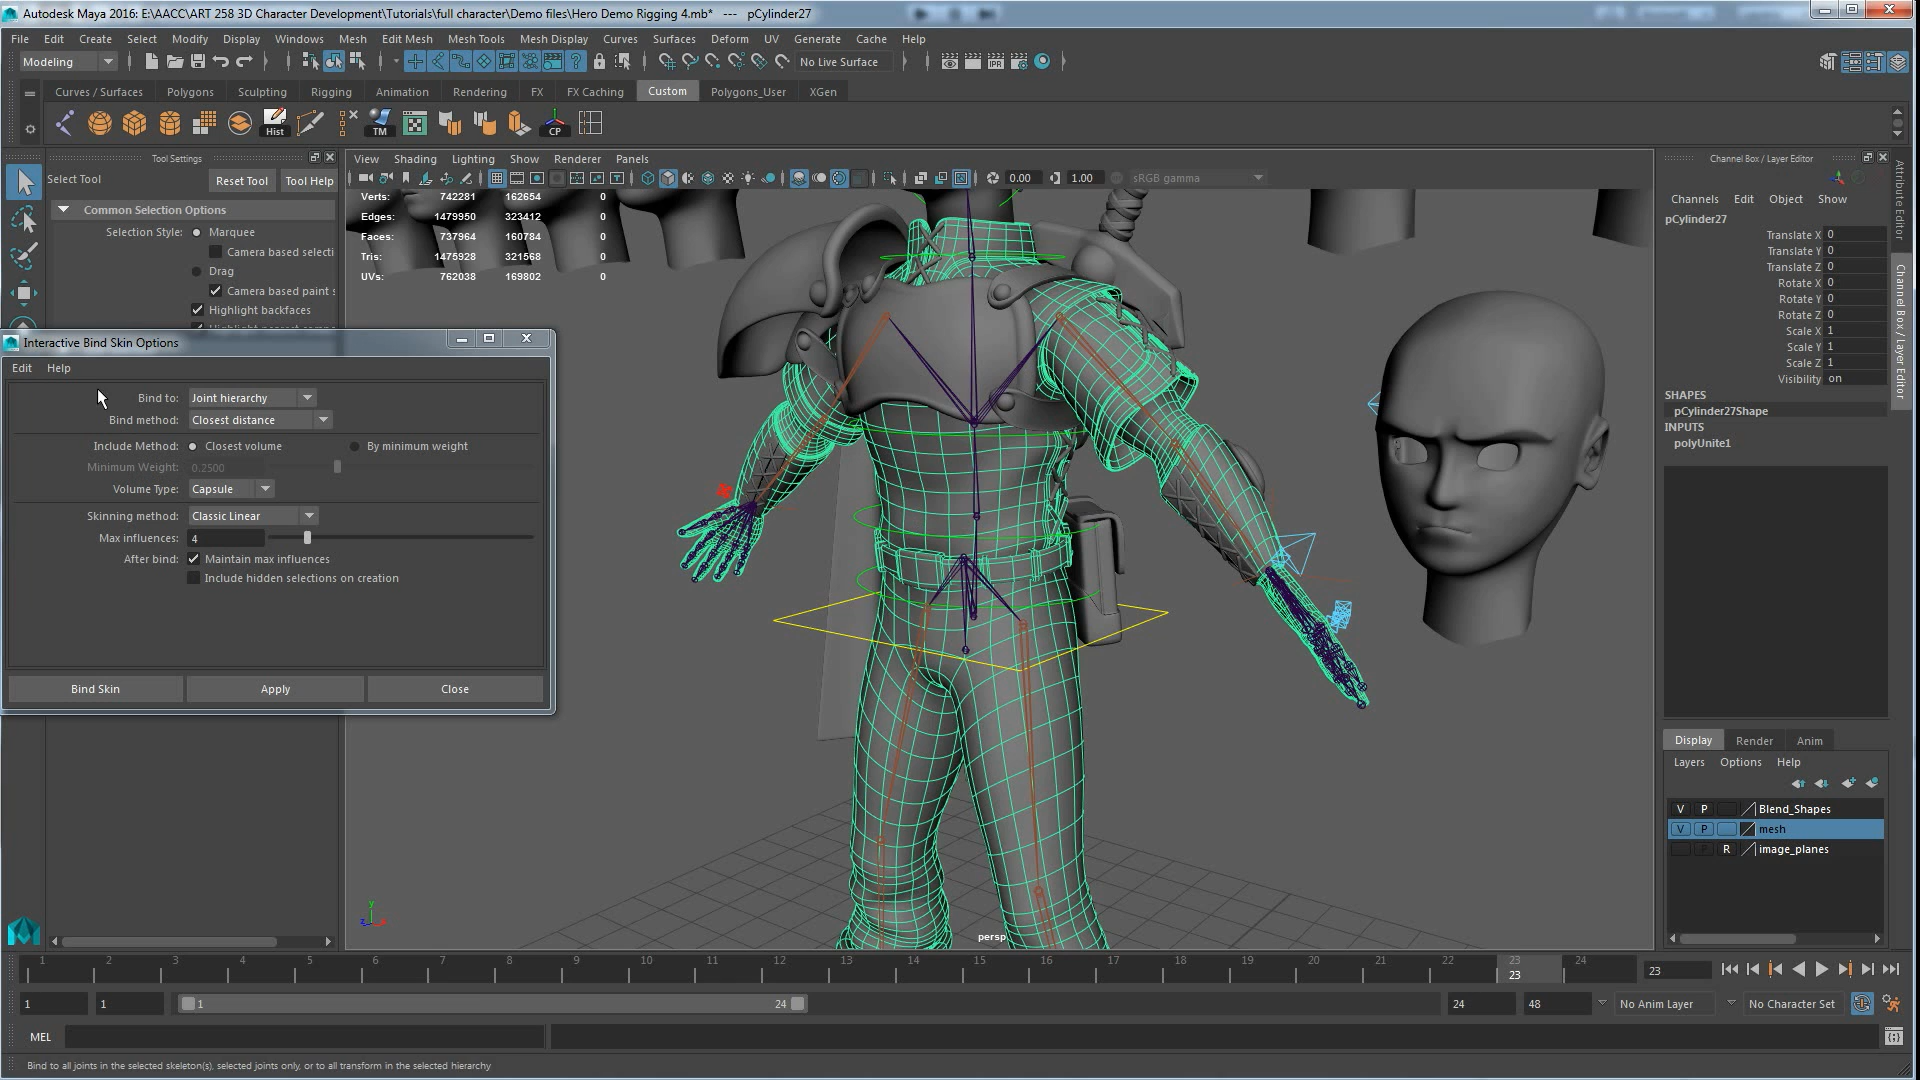 Autodesk Maya 2016: E:\AACC\ART 258 3D Character Development\Tutorials\full character\Demo files\Hero Demo Rigging 4.mb* --- pCylinder27
File Edit Create Select Modify Display Windows Mesh Edit Mesh Mesh Tools Mesh Display Curves Surfaces Deform UV Generate Cache Help
Modeling No Live Surface IPR
Curves / Surfaces Polygons Sculpting Rigging Animation Rendering FX FX Caching Custom Polygons_User XGen
Hist TM CP
Tool Settings
Select Tool Reset Tool Tool Help
Common Selection Options
Selection Style: Marquee
Camera based selecti
Drag
Camera based paint s
Highlight backfaces
View Shading Lighting Show Renderer Panels
0.00 1.00 sRGB gamma
Verts: 742281 162654 0
Edges: 1479950 323412 0
Faces: 737964 160784 0
Tris: 1475928 321568 0
UVs: 762038 169802 0
Interactive Bind Skin Options
Edit Help
Bind to: Joint hierarchy
Bind method: Closest distance
Include Method: Closest volume By minimum weight
Minimum Weight: 0.2500
Volume Type: Capsule
Skinning method: Classic Linear
Max influences: 4
After bind: Maintain max influences
Include hidden selections on creation
Bind Skin Apply Close
persp
y
z
Channel Box / Layer Editor
Channels Edit Object Show
pCylinder27
Translate X 0
Translate Y 0
Translate Z 0
Rotate X 0
Rotate Y 0
Rotate Z 0
Scale X 1
Scale Y 1
Scale Z 1
Visibility on
SHAPES
pCylinder27Shape
INPUTS
polyUnite1
Attribute Editor
Channel Box / Layer Editor
Display Render Anim
Layers Options Help
V P Blend_Shapes
V P mesh
P R image_planes
1 2 3 4 5 6 7 8 9 10 11 12 13 14 15 16 17 18 19 20 21 22 23 24
23
23
1 1 1 24 24 48 No Anim Layer No Character Set
MEL
Bind to all joints in the selected skeleton(s), selected joints only, or to all transform in the selected hierarchy